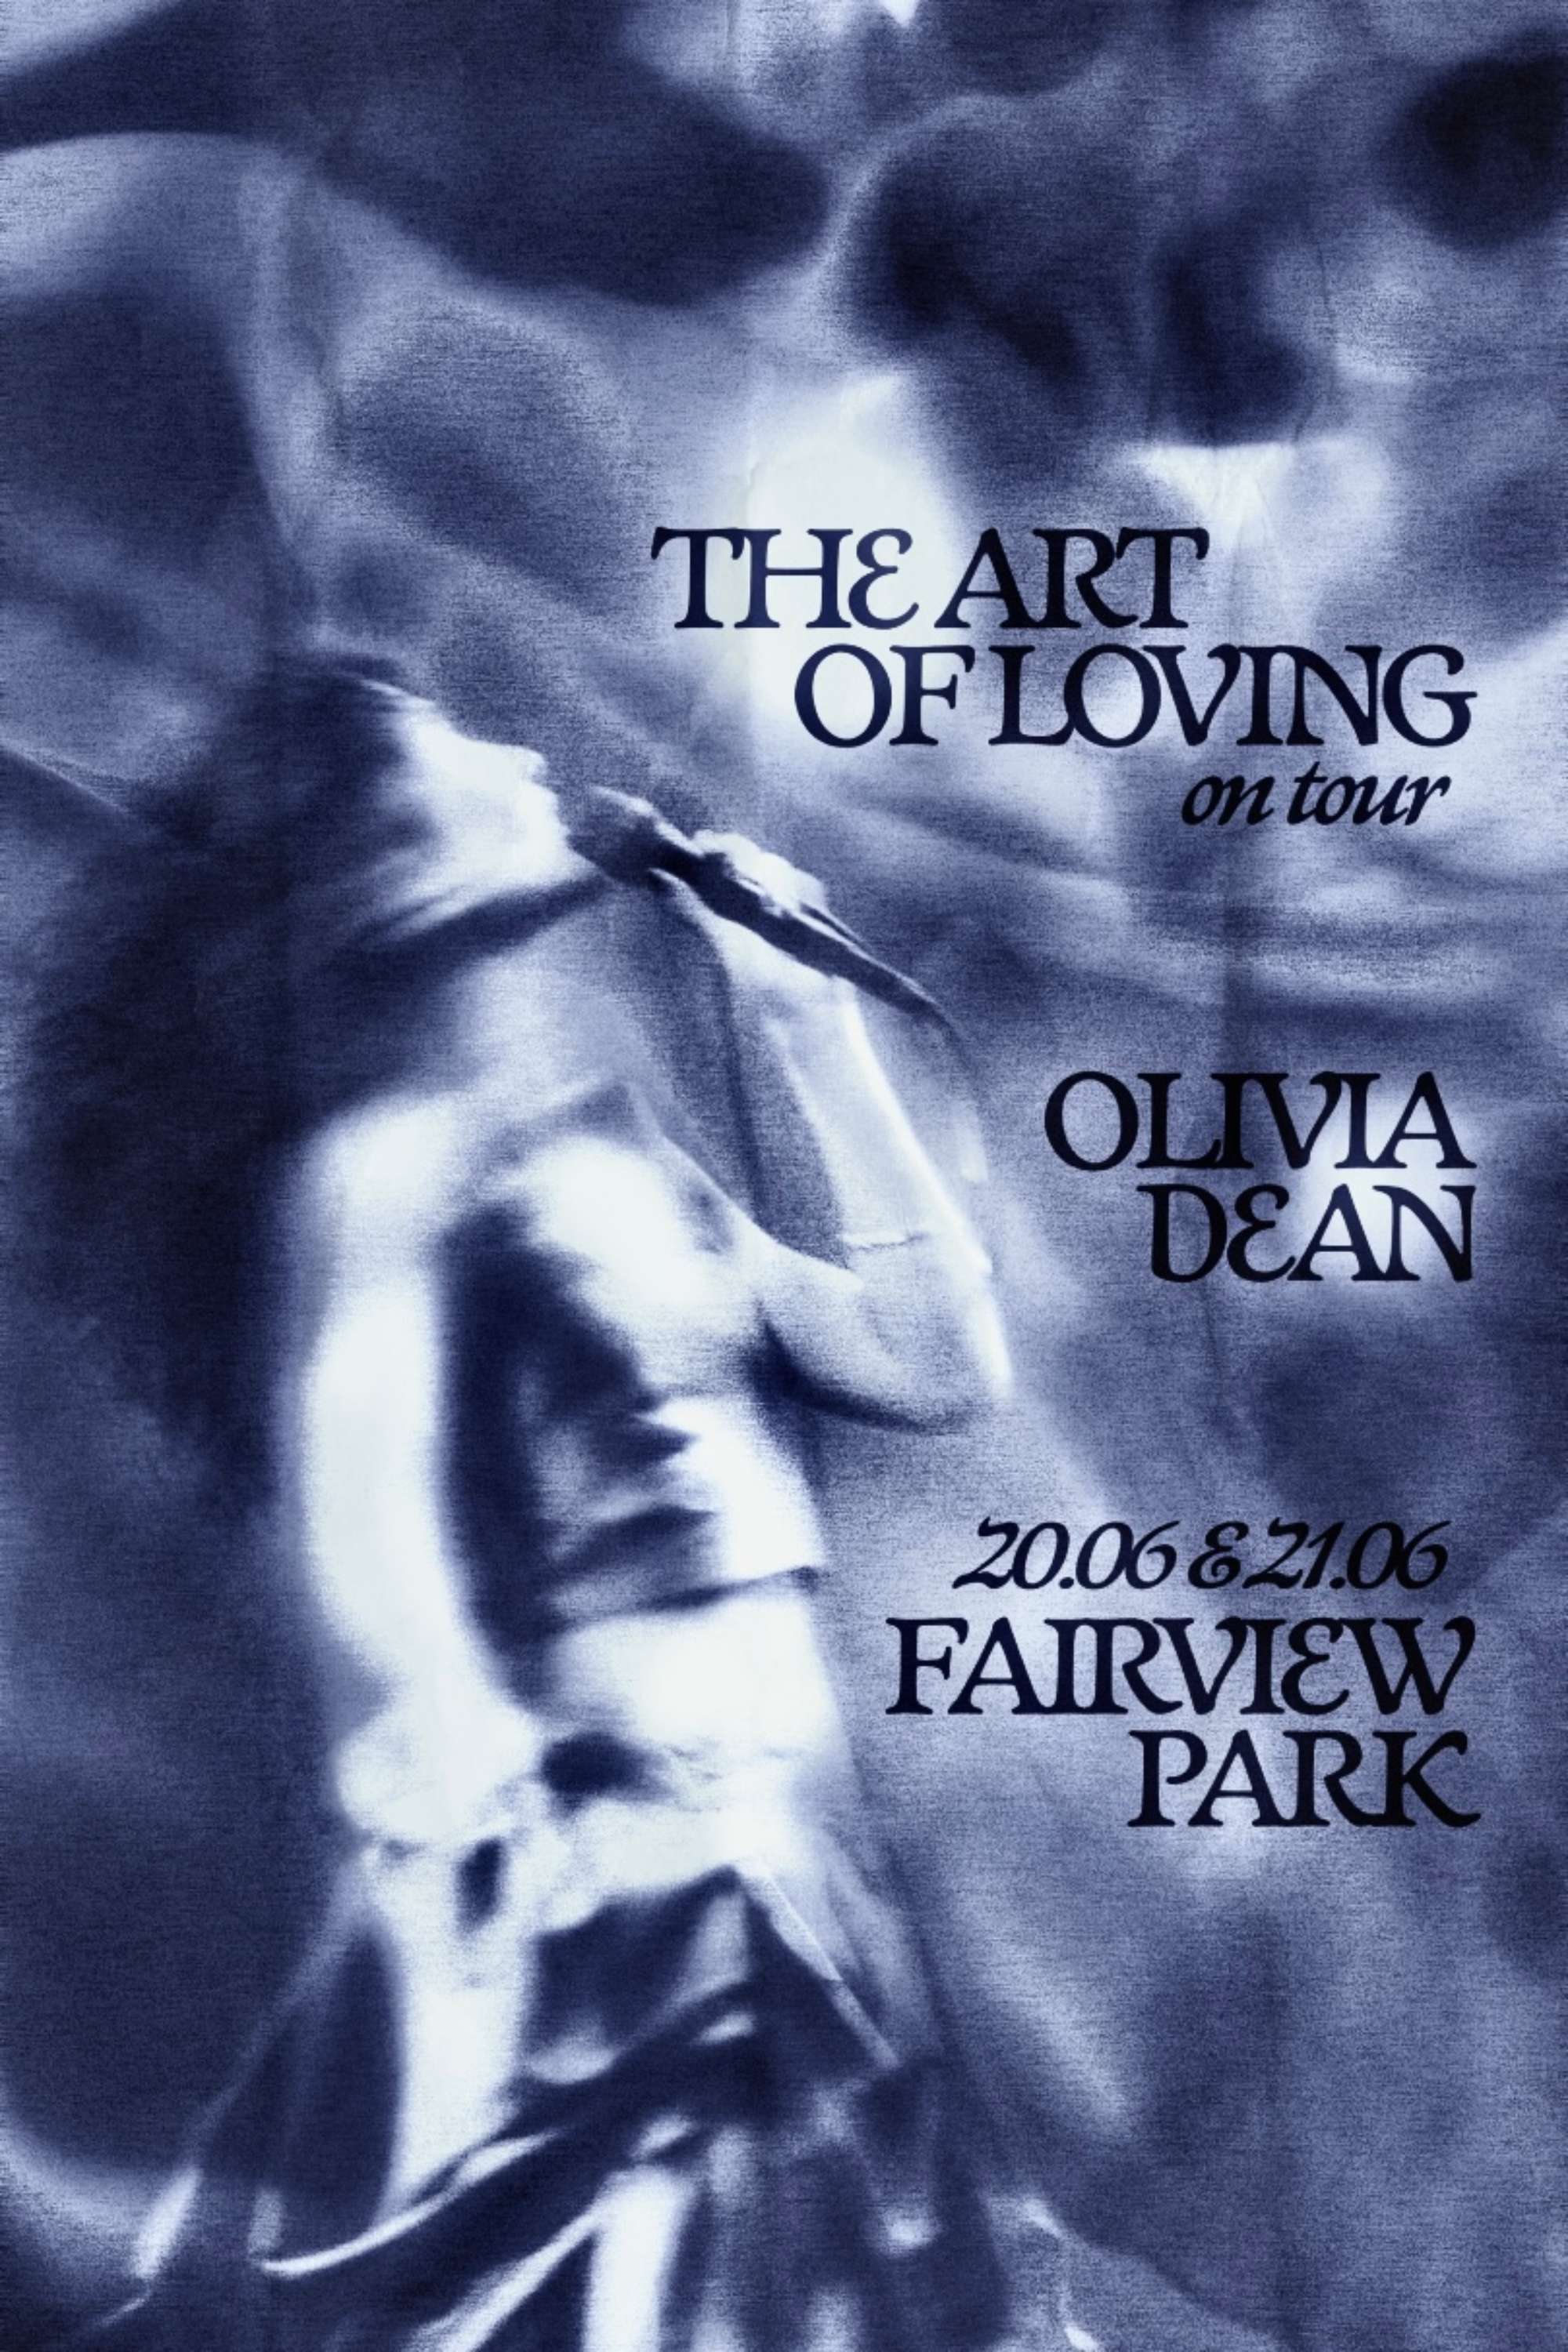 THE ART
OF LOVING
on tour
OLIVIA
DEAN
20.06 & 21.06
FAIRVIEW
PARK